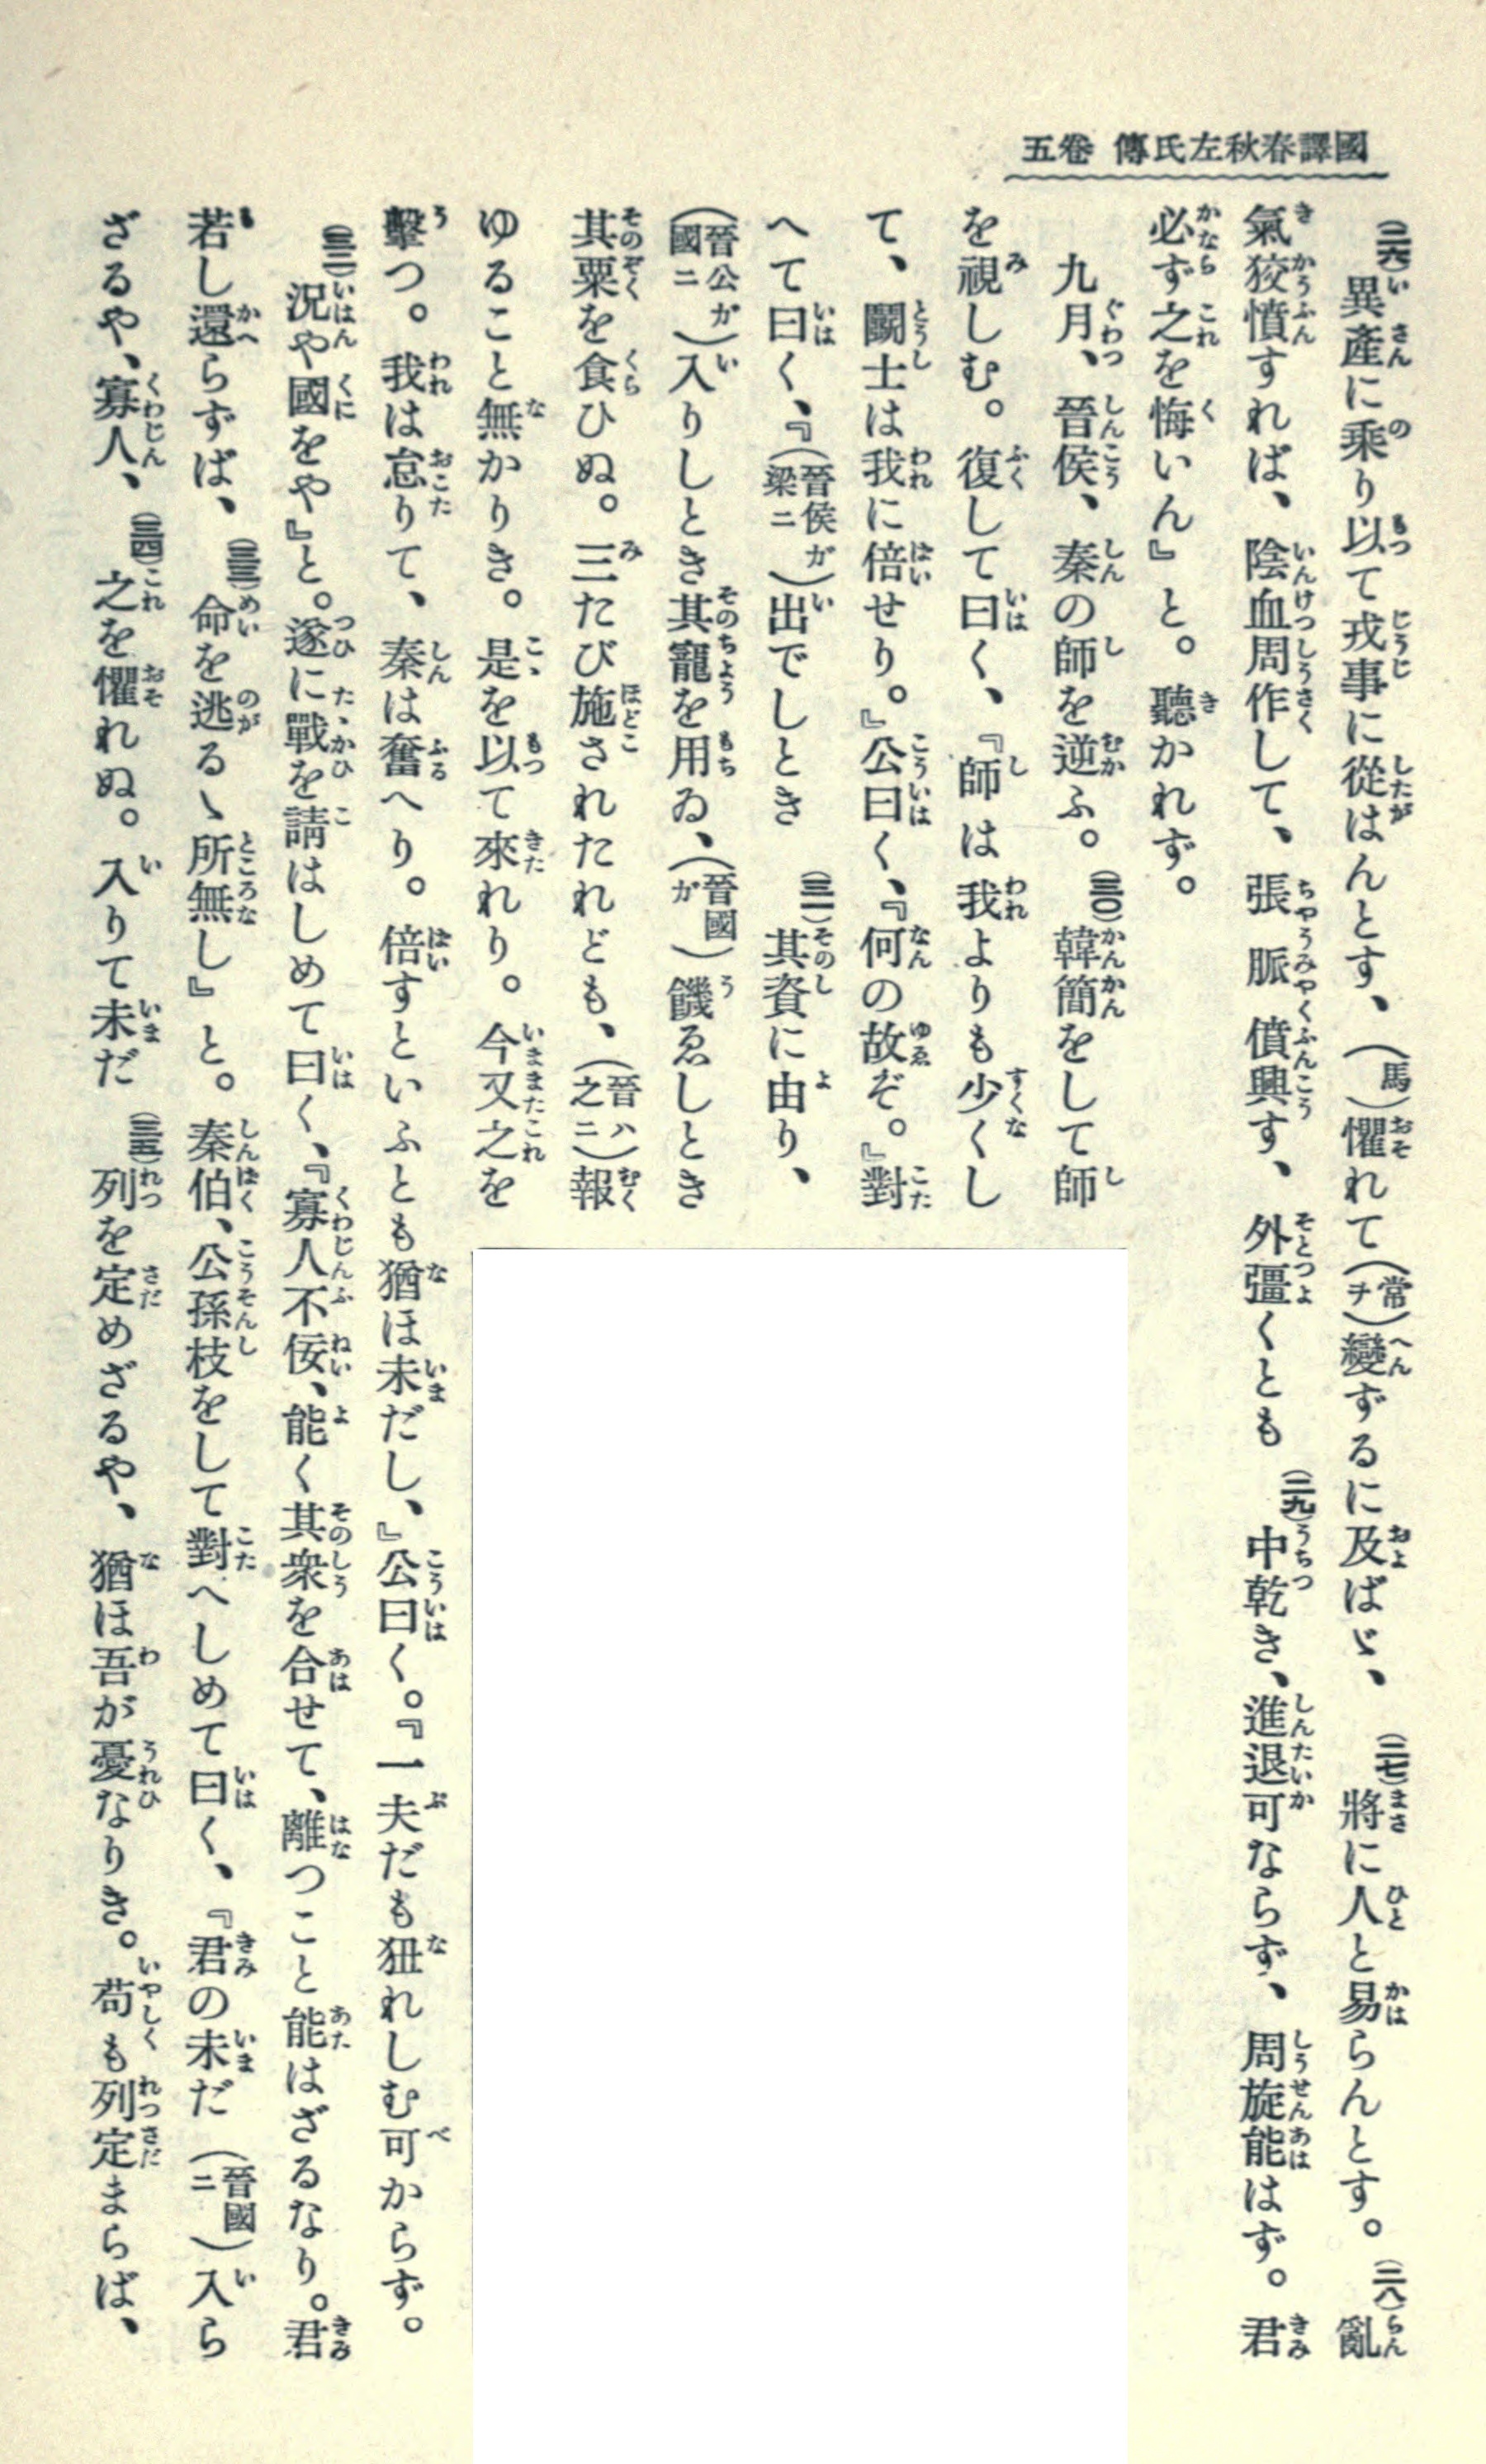 國譯春秋左氏傳 卷五
(二六)異產に乘り以て戎事に從はんとす、(馬)懼れて(常ヲ)變ずるに及ばゞ、(二七)將に人と易らんとす。(二八)亂
氣狡憤すれば、陰血周作して、張脈僨興す、外彊くとも(二九)中乾き、進退可ならず、周旋能はず。君
必ず之を悔いん』と。聽かれず。
九月、晉侯、秦の師を逆ふ。(三〇)韓簡をして師
を視しむ。復して曰く、『師は我よりも少くし
て、鬭士は我に倍せり。』公曰く、『何の故ぞ。』對
へて曰く、『(晉侯ガ梁ニ)出でしとき(三一)其資に由り、
(晉公ガ國ニ)入りしとき其寵を用ゐ、(晉國ガ)饑ゑしとき
其粟を食ひぬ。三たび施されたれども、(晉ハ之ニ)報
ゆること無かりき。是を以て來れり。今又之を
擊つ。我は怠りて、秦は奮へり。倍すといふとも猶ほ未だし、』公曰く。『一夫だも狃れしむ可からず。
(三二)況や國をや』と。遂に戰を請はしめて曰く、『寡人不佞、能く其衆を合せて、離つこと能はざるなり。君
若し還らずば、(三三)命を逃るゝ所無し』と。秦伯、公孫枝をして對へしめて曰く、『君の未だ(晉國ニ)入ら
ざるや、寡人、(三四)之を懼れぬ。入りて未だ(三五)列を定めざるや、猶ほ吾が憂なりき。苟も列定まらば、